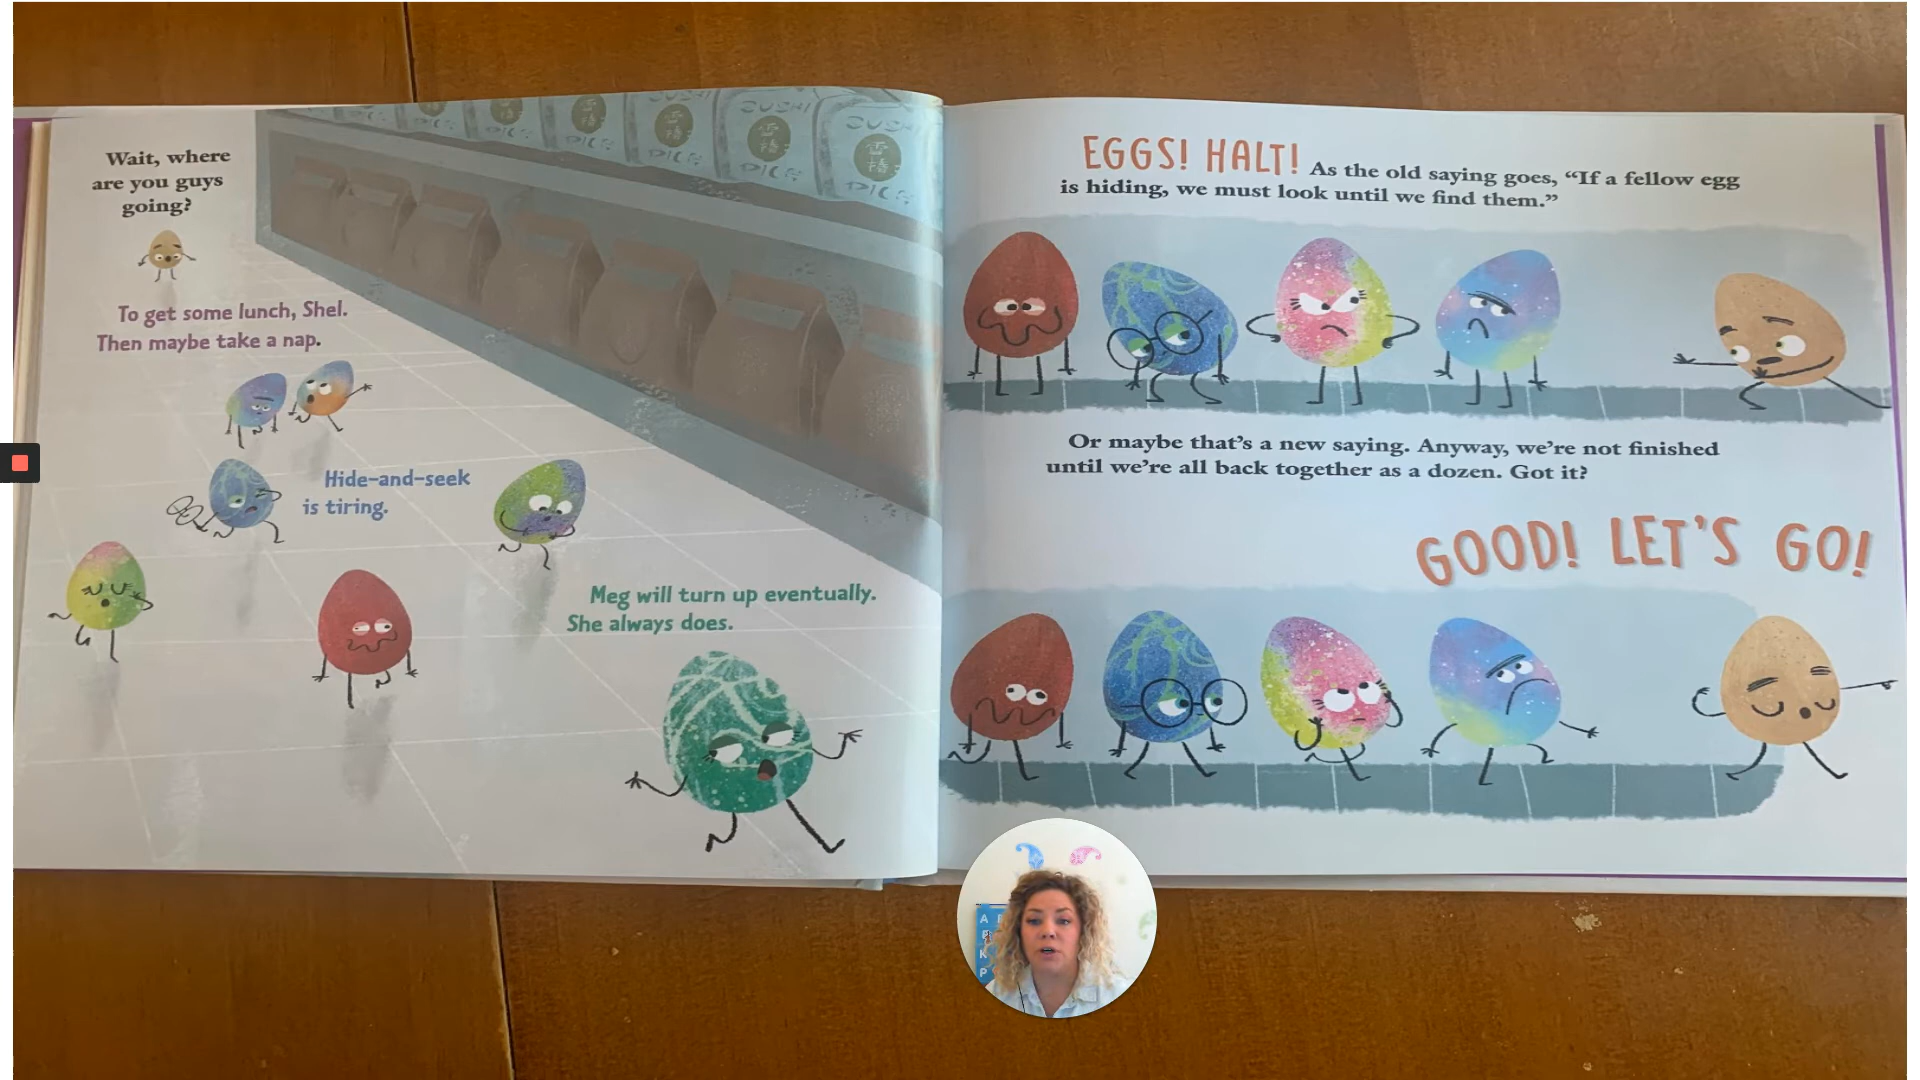 Wait, where
are you guys
going?
To get some lunch, Shel.
Then maybe take a nap.
Hide-and-seek
is tiring.
Meg will turn up eventually.
She always does.
EGGS! HALT! As the old saying goes, “If a fellow egg
is hiding, we must look until we find them.”
Or maybe that’s a new saying. Anyway, we’re not finished
until we’re all back together as a dozen. Got it?
GOOD! LET’S GO!
A
K
P